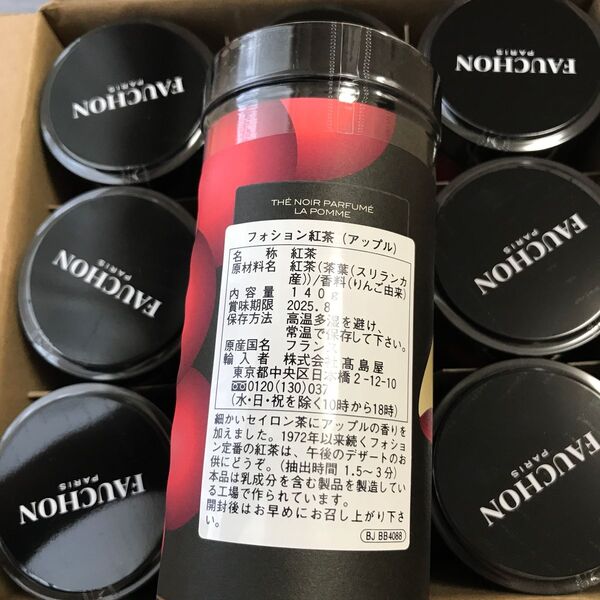 FAUCHON
PARIS
FAUCHON
PARIS
FAUCHON
PARIS
FAUCHON
PARIS
FAUCHON
PARIS
FAUCHON
PARIS
THÉ NOIR PARFUMÉ
LA POMME
フォション紅茶(アップル)
名 称 紅茶
原材料名 紅茶(茶葉(スリランカ
産))/香料(りんご由来)
内容量 140g
賞味期限 2025.8
保存方法 高温多湿を避け、
常温で保存して下さい。
原産国名 フランス
輸入者 株式会社髙島屋
東京都中央区日本橋2-12-10
0120(130)037
(水・日・祝を除く10時から18時)
細かいセイロン茶にアップルの香りを
加えました。1972年以来続くフォショ
ン定番の紅茶は、午後のデザートのお
供にどうぞ。(抽出時間 1.5~3分)
本品は乳成分を含む製品を製造してい
る工場で作られています。
開封後はお早めにお召し上がり下さ
い。
BJ BB4088